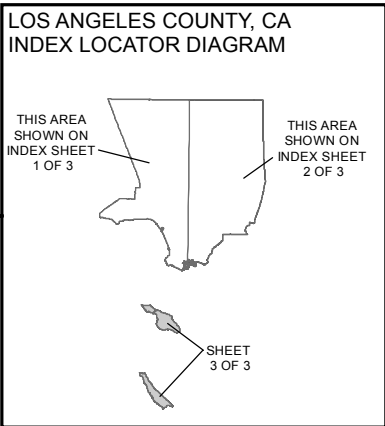 LOS ANGELES COUNTY, CA
INDEX LOCATOR DIAGRAM
THIS AREA
SHOWN ON
INDEX SHEET
1 OF 3
THIS AREA
SHOWN ON
INDEX SHEET
2 OF 3
SHEET
3 OF 3